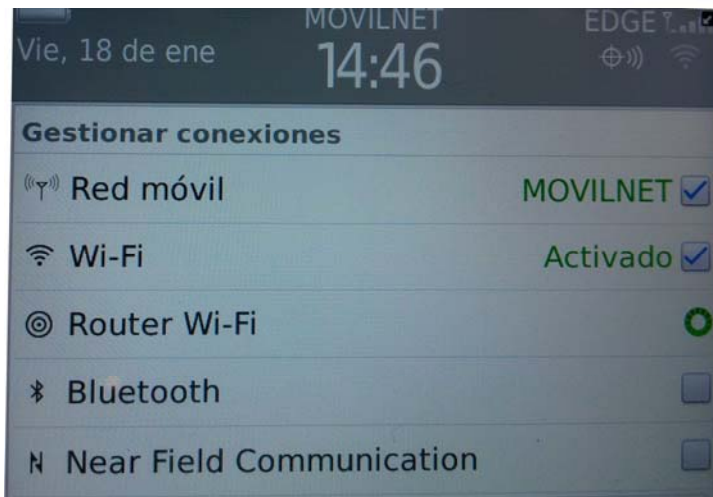 MOVILNET EDGE
Vie, 18 de ene 14:46
Gestionar conexiones
Red móvil MOVILNET
Wi-Fi Activado
Router Wi-Fi
Bluetooth
Near Field Communication